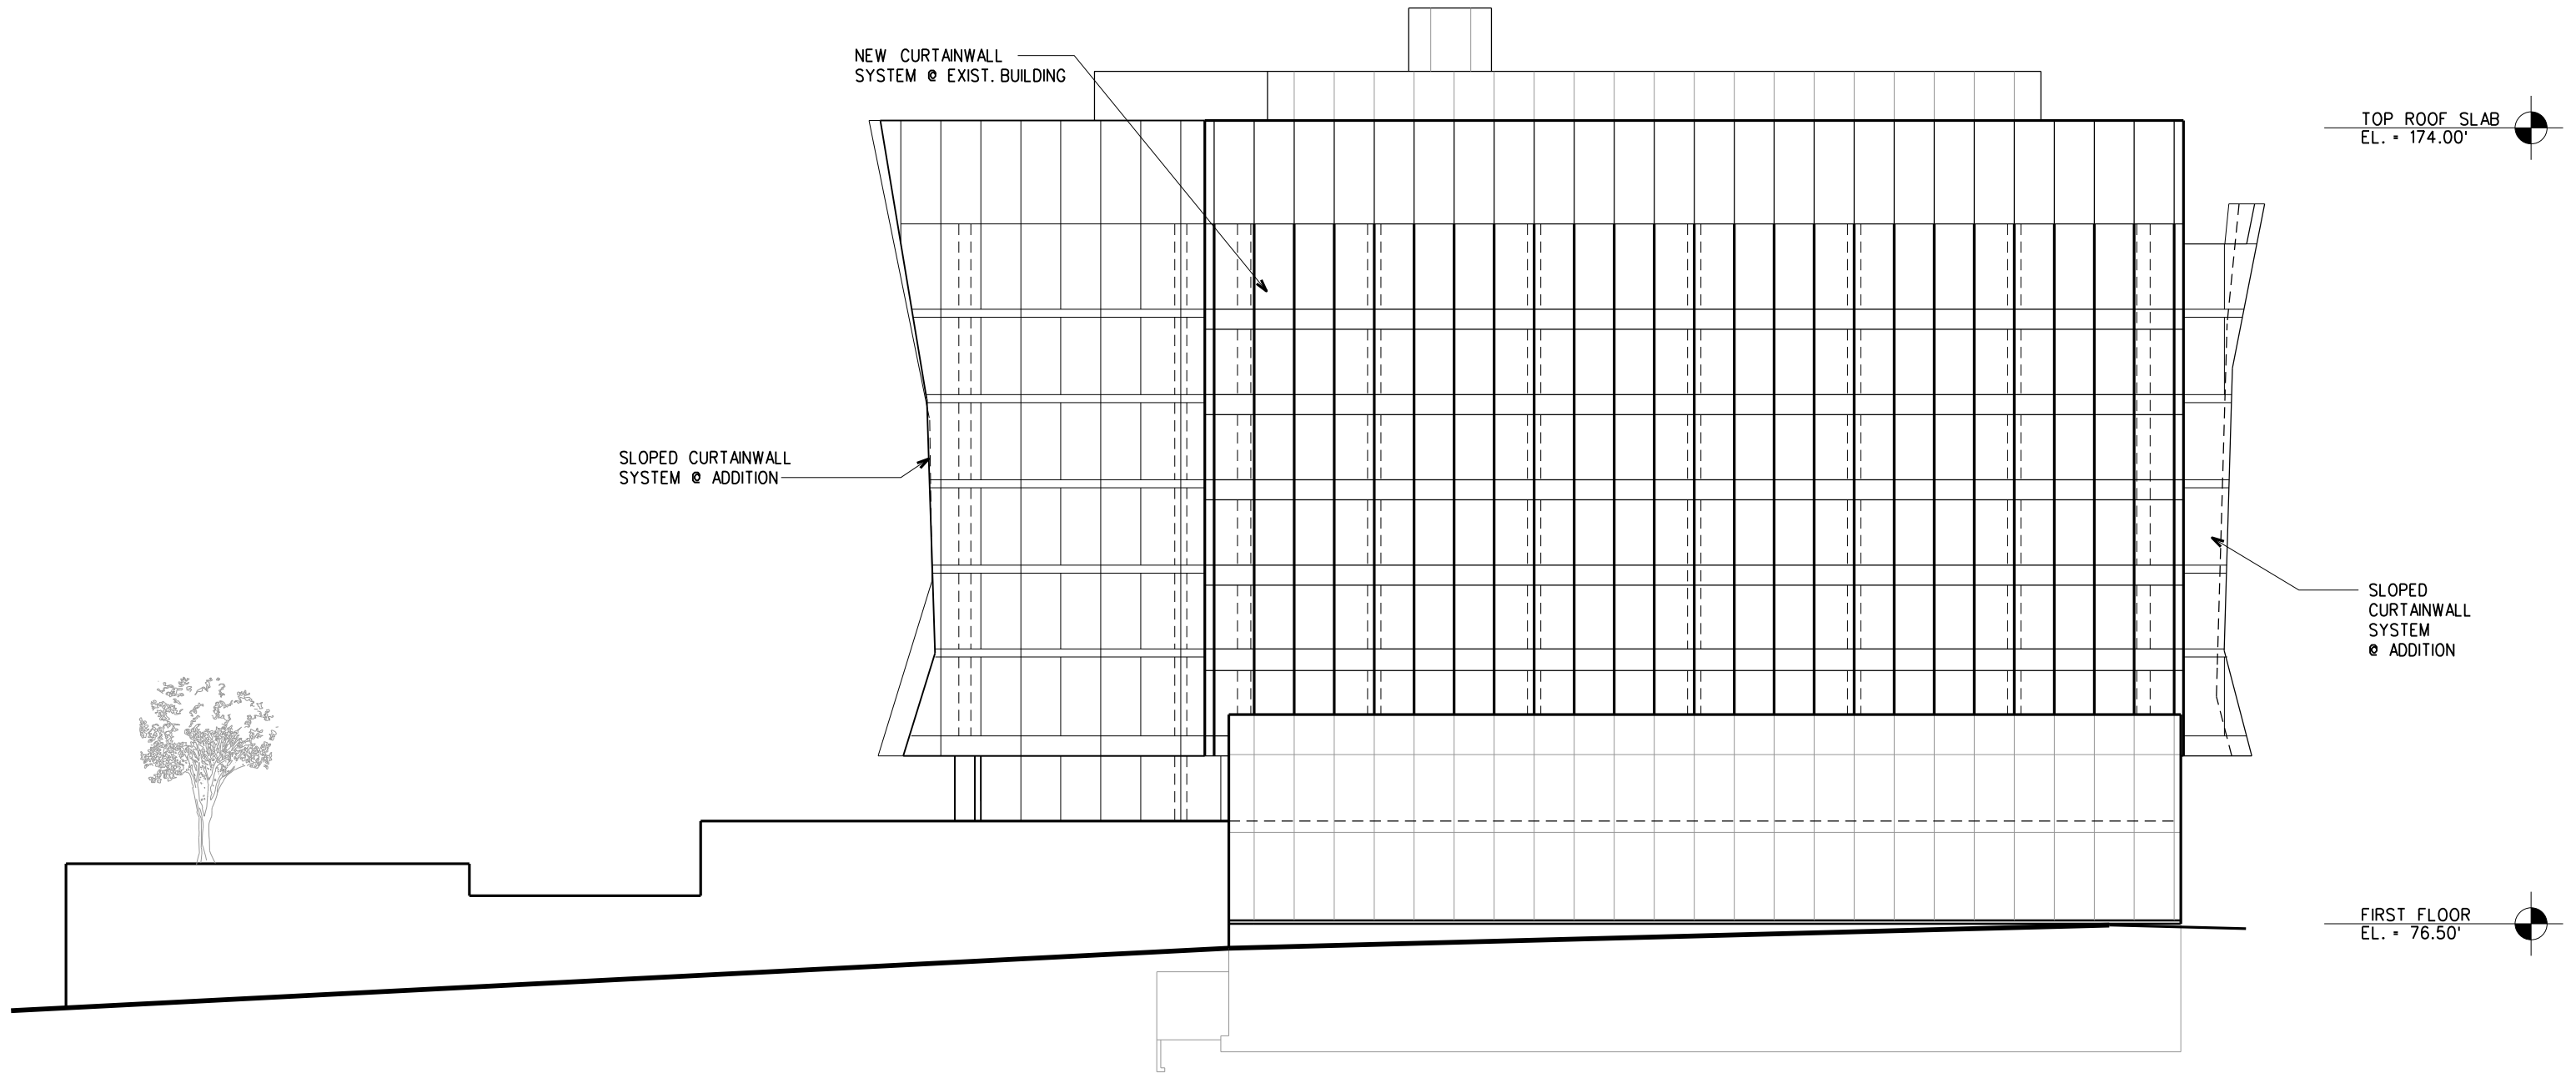 NEW CURTAINWALL
SYSTEM @ EXIST. BUILDING
TOP ROOF SLAB
EL. = 174.00'
SLOPED CURTAINWALL
SYSTEM @ ADDITION
SLOPED
CURTAINWALL
SYSTEM
@ ADDITION
FIRST FLOOR
EL. = 76.50'